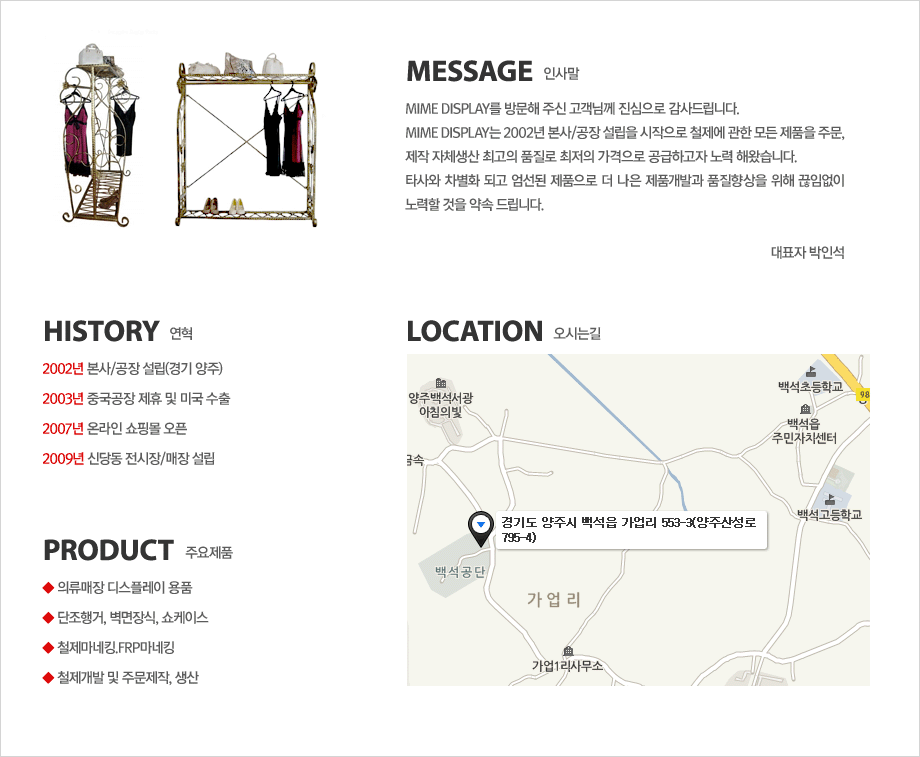 MESSAGE 인사말
MIME DISPLAY를 방문해 주신 고객님께 진심으로 감사드립니다.
MIME DISPLAY는 2002년 본사/공장 설립을 시작으로 철제에 관한 모든 제품을 주문,
제작 자체생산 최고의 품질로 최저의 가격으로 공급하고자 노력 해왔습니다.
타사와 차별화 되고 엄선된 제품으로 더 나은 제품개발과 품질향상을 위해 끊임없이
노력할 것을 약속 드립니다.
대표자 박인석
HISTORY 연혁
2002년 본사/공장 설립(경기 양주)
2003년 중국공장 제휴 및 미국 수출
2007년 온라인 쇼핑몰 오픈
2009년 신당동 전시장/매장 설립
PRODUCT 주요제품
◆ 의류매장 디스플레이 용품
◆ 단조행거, 벽면장식, 쇼케이스
◆ 철제마네킹.FRP마네킹
◆ 철제개발 및 주문제작, 생산
LOCATION 오시는길
백석초등학교
98
양주백석서광
아침의빛
백석읍
주민자치센터
금속
백석고등학교
경기도 양주시 백석읍 가업리 553-3(양주산성로
795-4)
백석공단
가업리
가업1리사무소